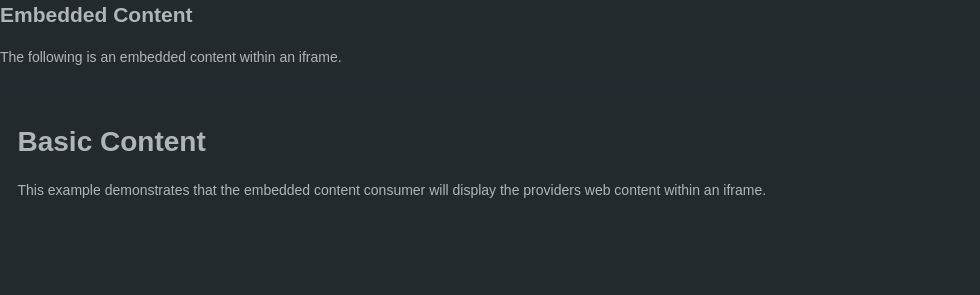 Embedded Content
The following is an embedded content within an iframe.
Basic Content
This example demonstrates that the embedded content consumer will display the providers web content within an iframe.